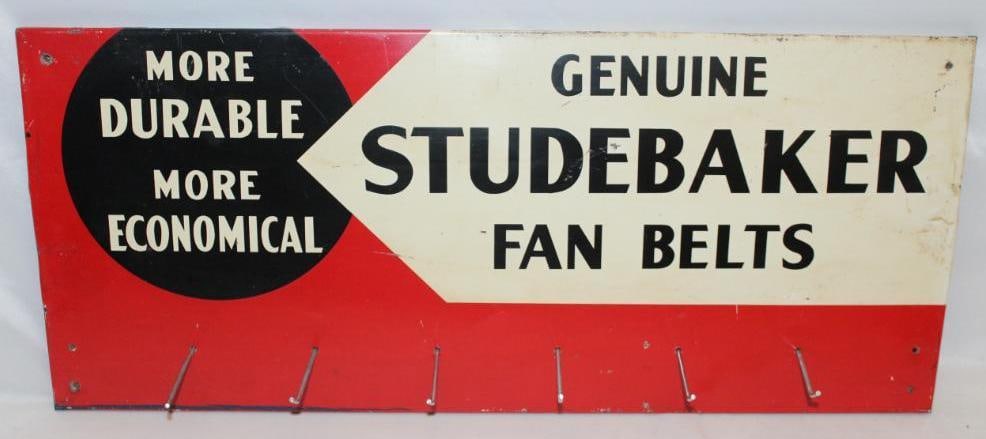 MORE
DURABLE
MORE
ECONOMICAL
GENUINE
STUDEBAKER
FAN BELTS